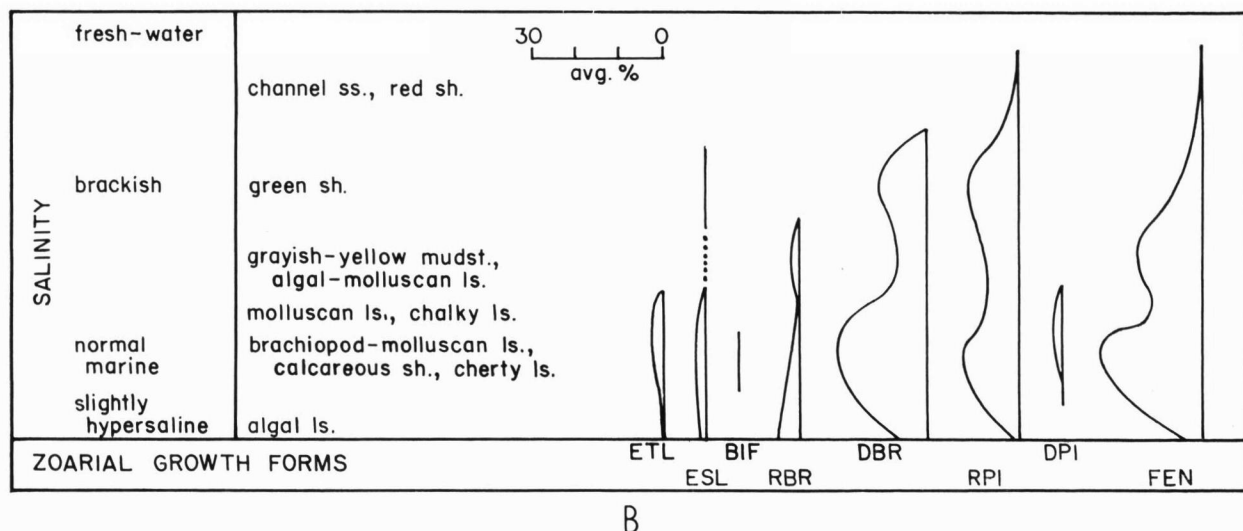 fresh-water
30 0
avg. %
channel ss., red sh.
SALINITY
brackish green sh.
grayish-yellow mudst.,
algal-molluscan ls.
molluscan ls., chalky ls.
normal brachiopod-molluscan ls.,
marine calcareous sh., cherty ls.
slightly
hypersaline algal ls.
ZOARIAL GROWTH FORMS
ETL BIF DBR DPI
ESL RBR RPI FEN
B